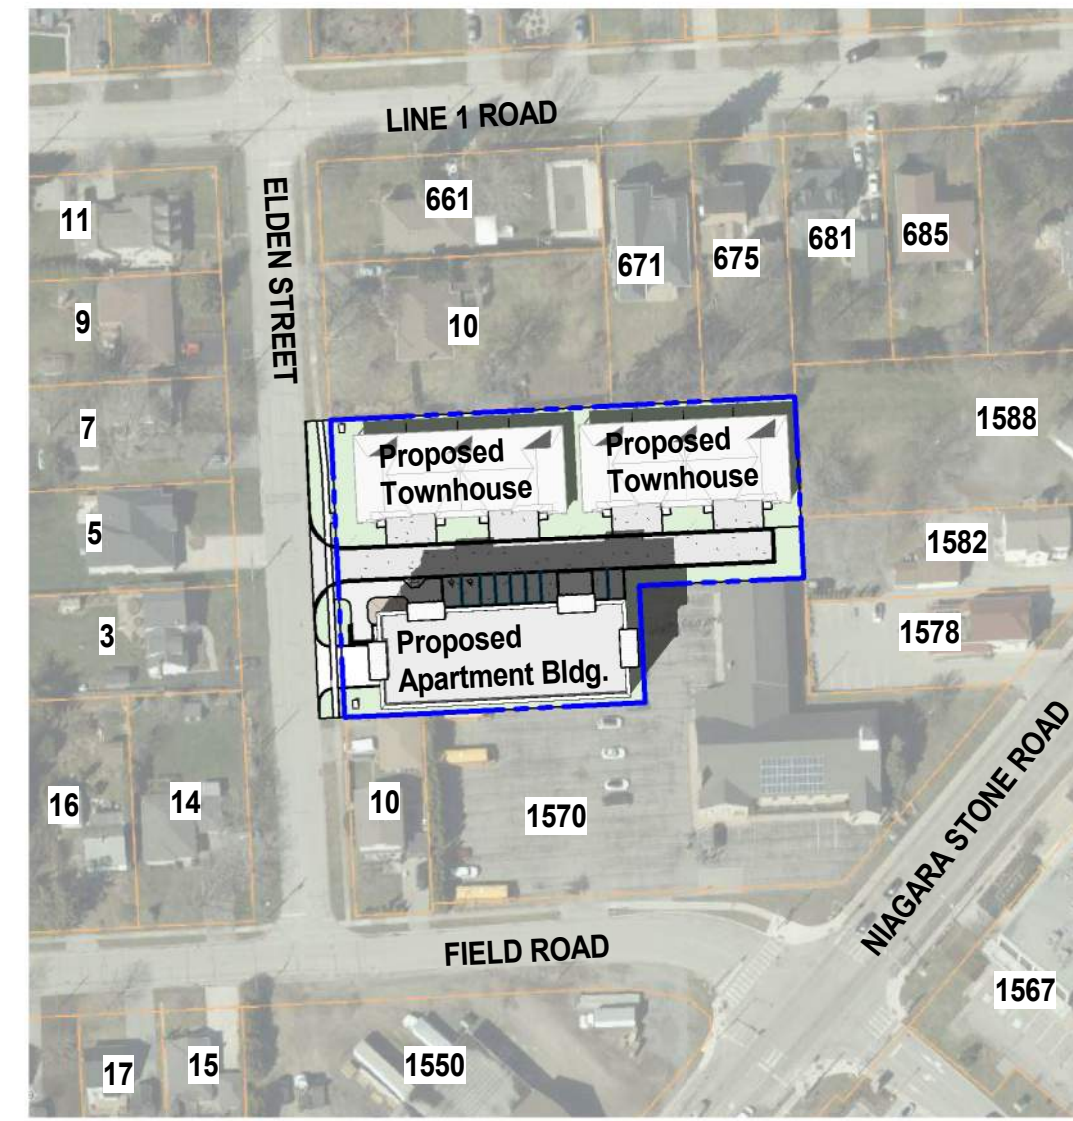 LINE 1 ROAD
ELDEN STREET
11
661
671
675
681
685
9
10
7
1588
Proposed
Townhouse
Proposed
Townhouse
5
1582
3
1578
Proposed
Apartment Bldg.
16
14
10
1570
NIAGARA STONE ROAD
FIELD ROAD
1567
17
15
1550